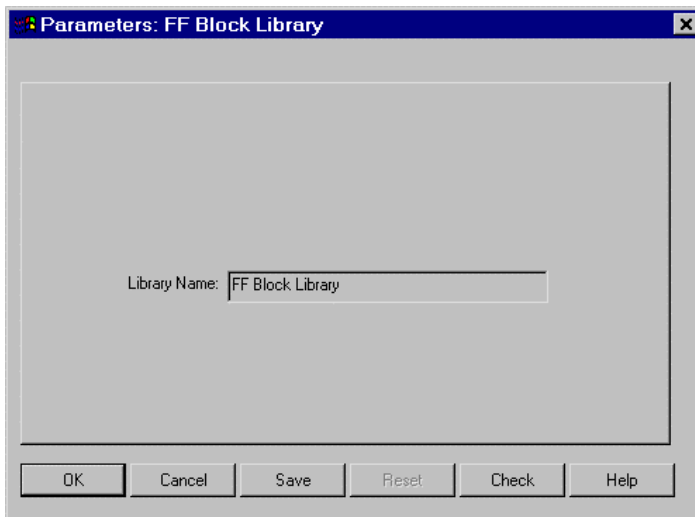 Parameters: FF Block Library
Library Name: FF Block Library
OK Cancel Save Reset Check Help